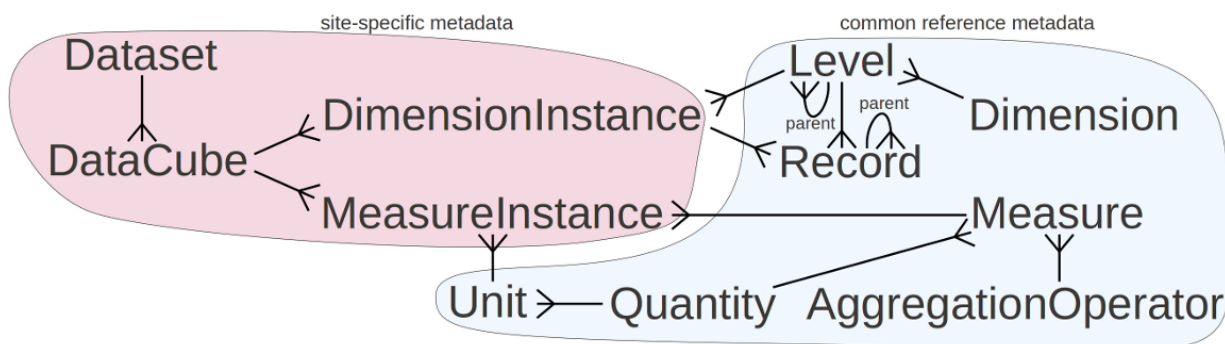 site-specific metadata
common reference metadata
Dataset
Level
DimensionInstance
parent
parent
Dimension
DataCube
Record
MeasureInstance
Measure
Unit
Quantity
AggregationOperator